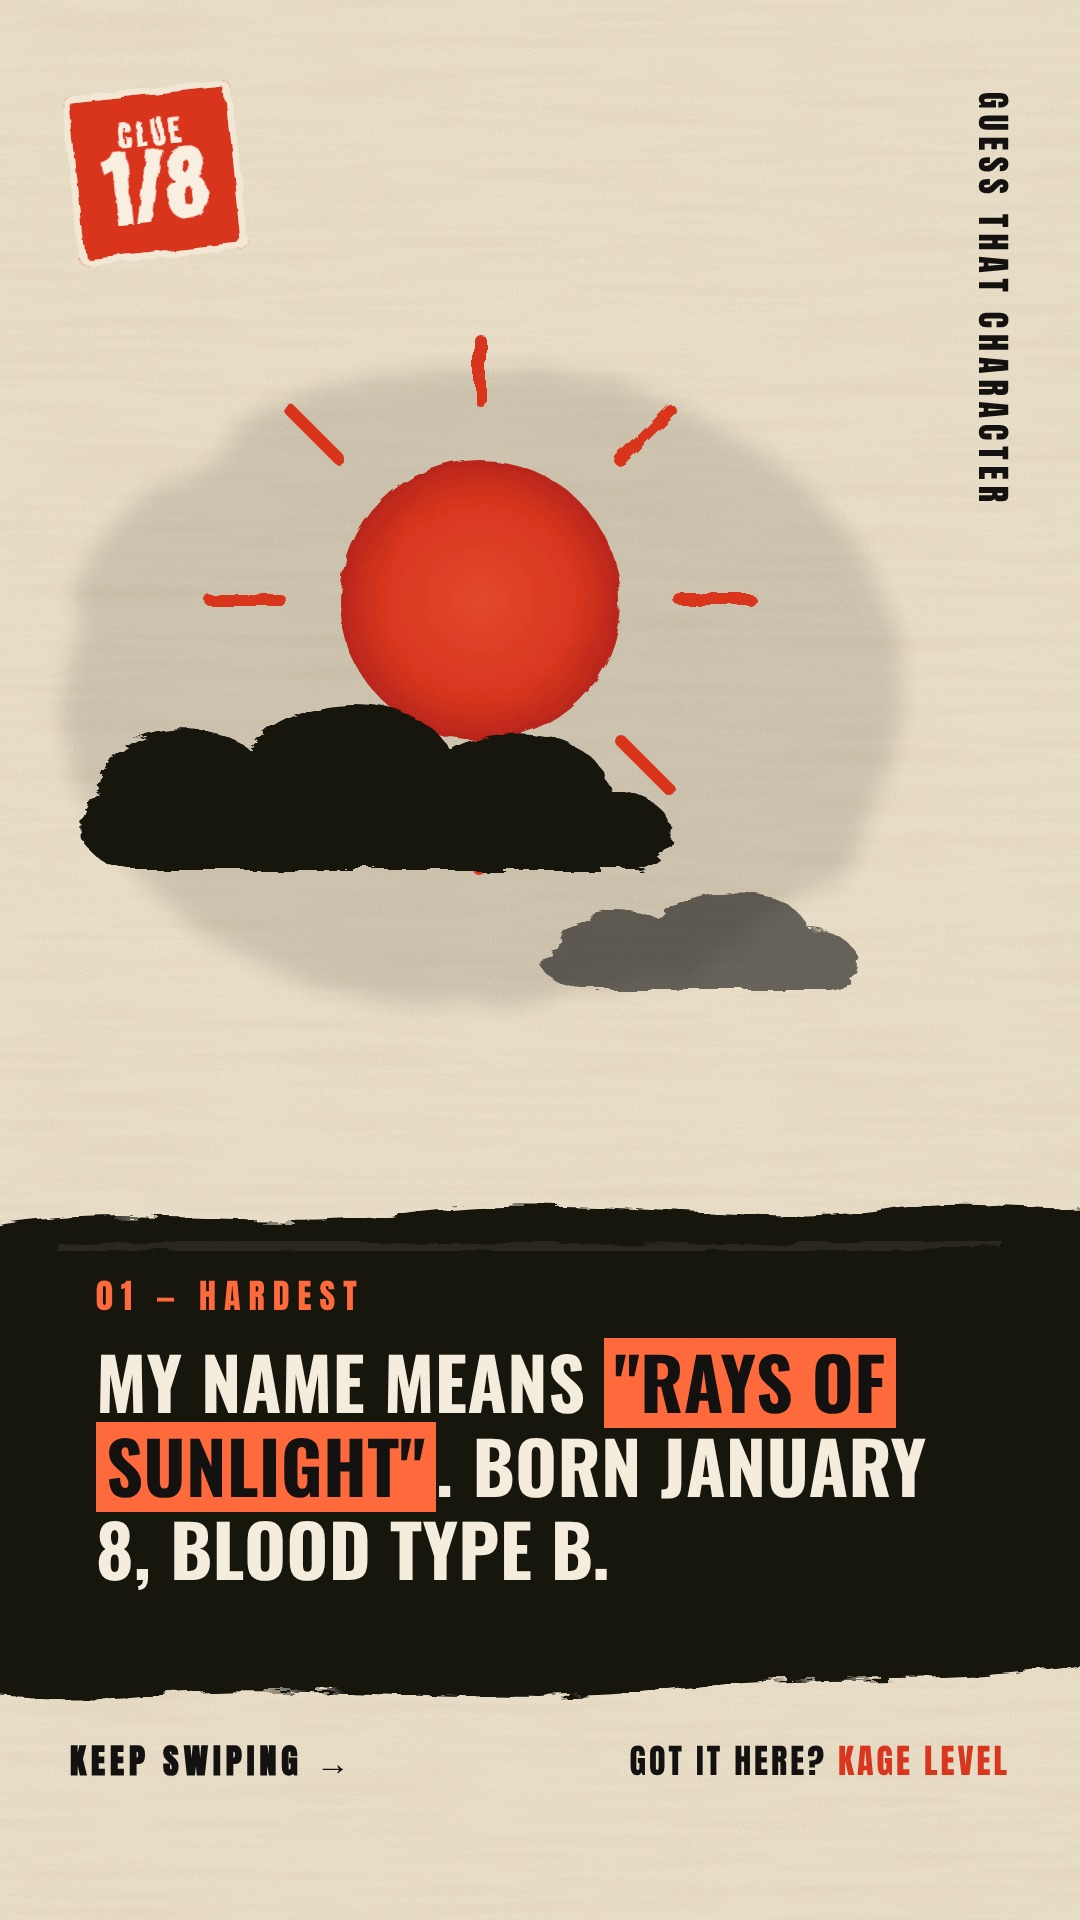 CLUE
1/8
GUESS THAT CHARACTER
01 – HARDEST
MY NAME MEANS "RAYS OF
SUNLIGHT". BORN JANUARY
8, BLOOD TYPE B.
KEEP SWIPING →
GOT IT HERE? KAGE LEVEL